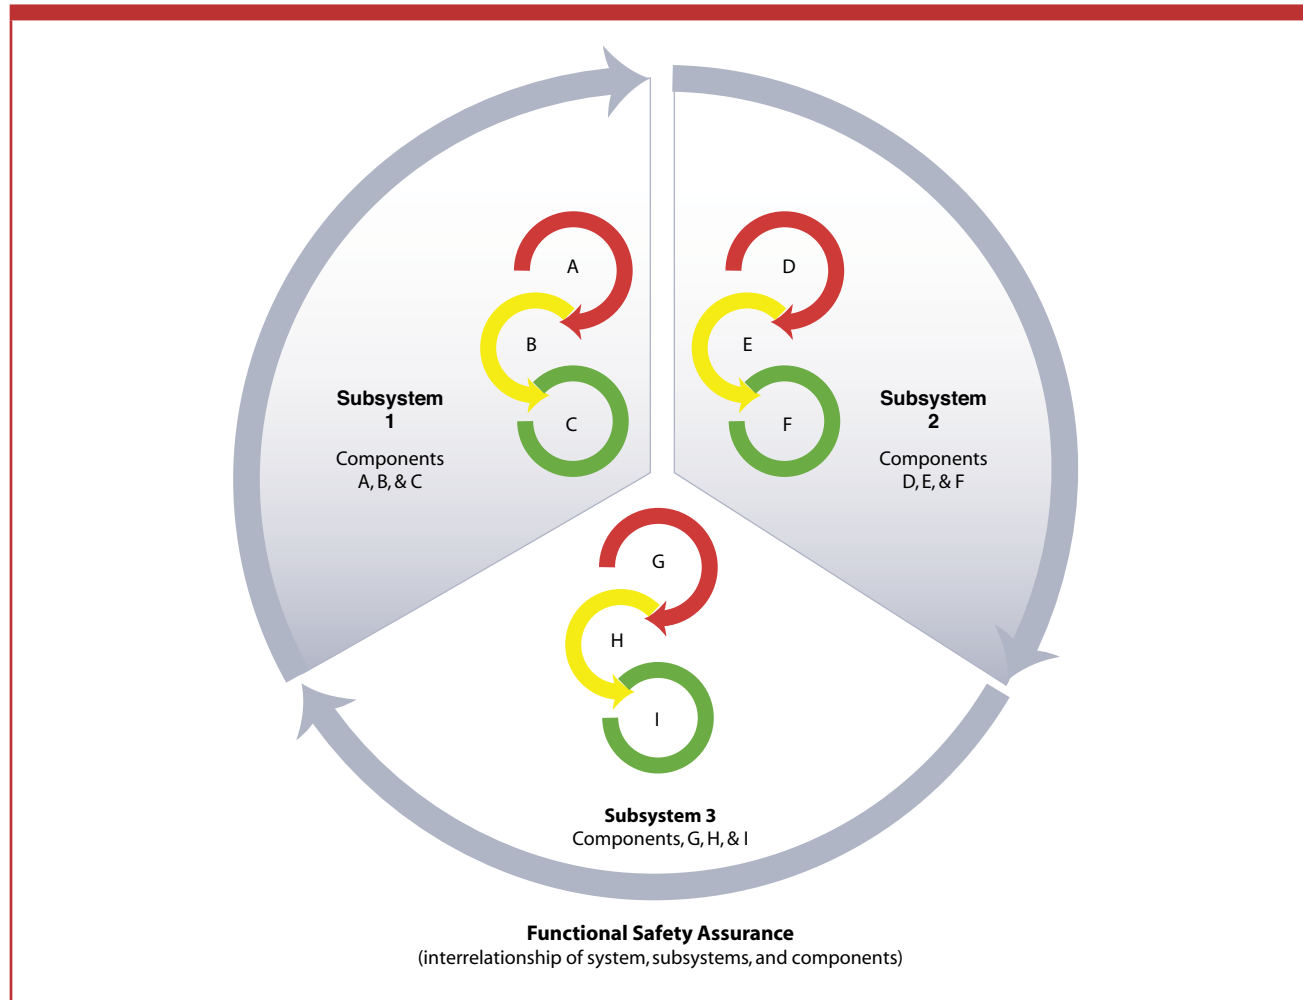 A
B
C
Subsystem
1
Components
A, B, & C
D
E
F
Subsystem
2
Components
D, E, & F
G
H
I
Subsystem 3
Components, G, H, & I
Functional Safety Assurance
(interrelationship of system, subsystems, and components)